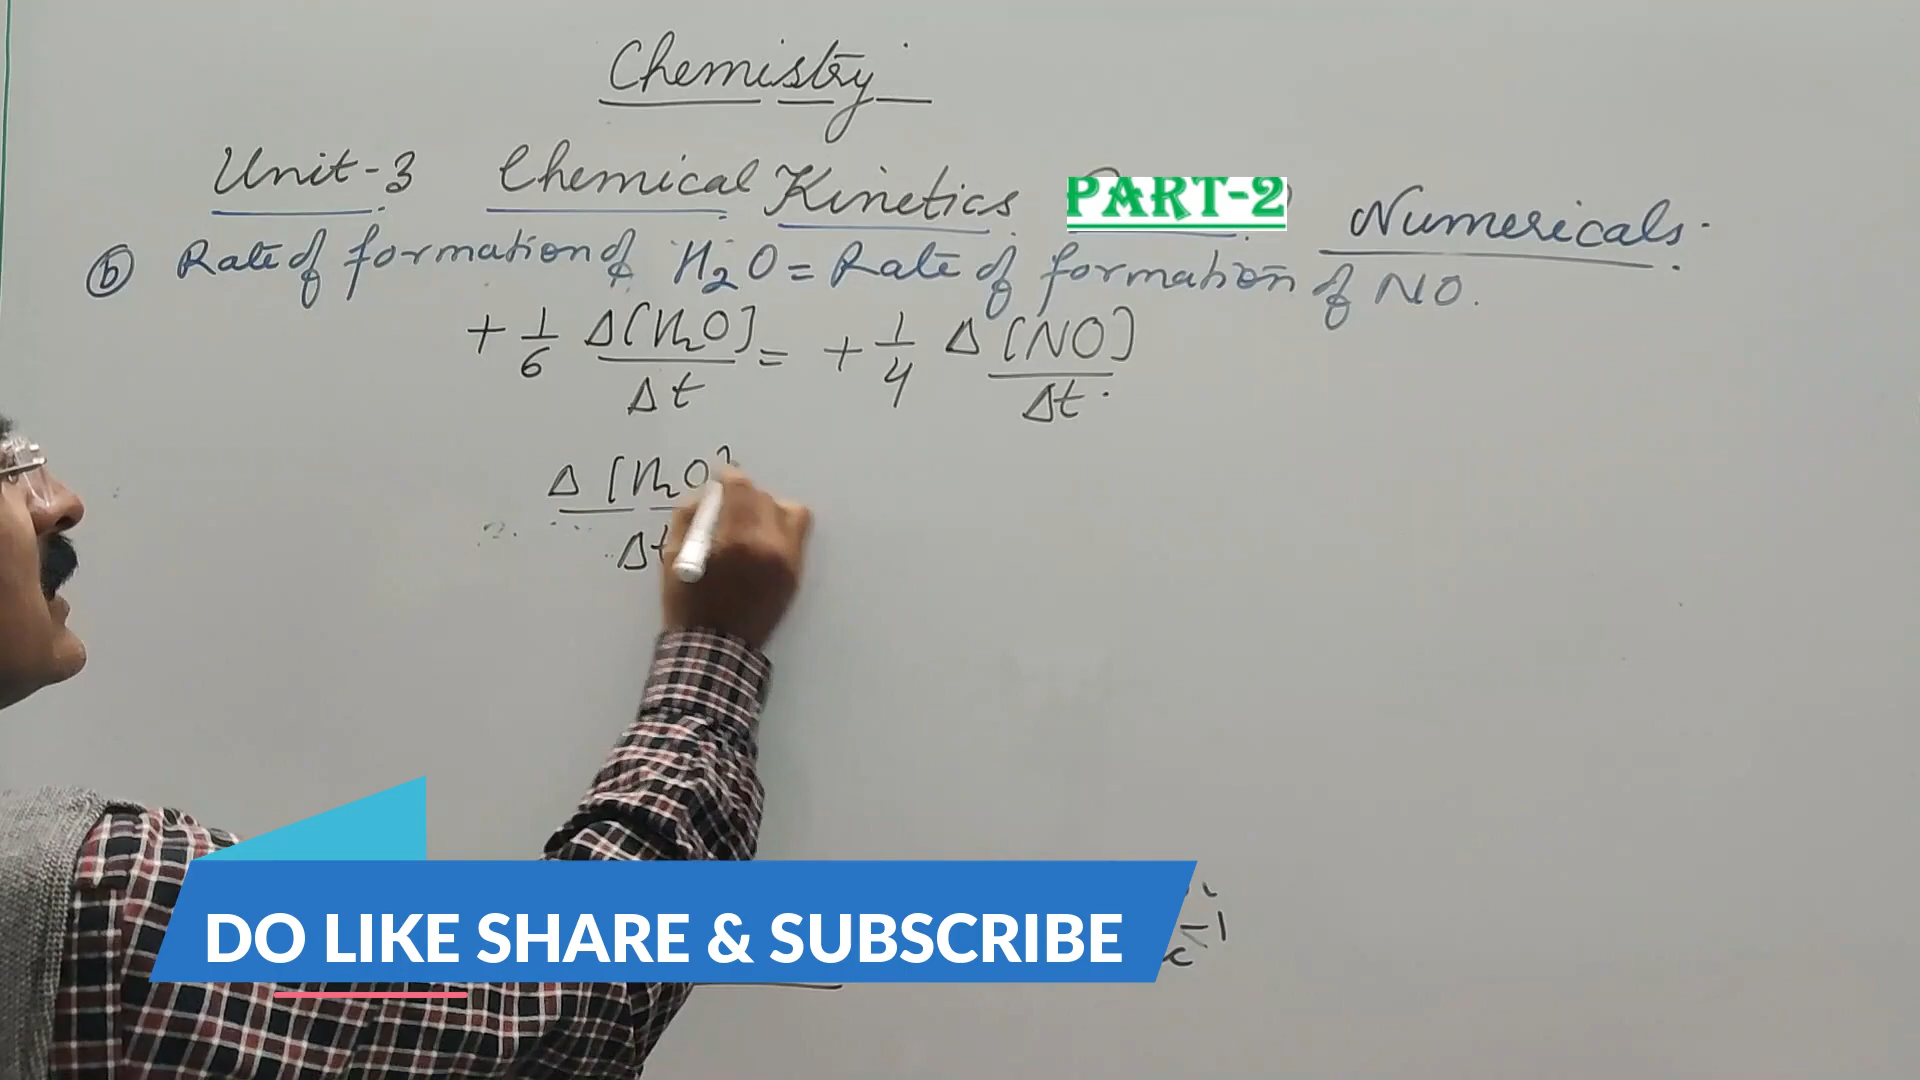 Chemistry
Unit-3 Chemical Kinetics PART-2 Numericals.
(b) Rate of formation of H₂O = Rate of formation of NO.
+ 1/6 Δ[H₂O]/Δt = + 1/4 Δ[NO]/Δt.
Δ[H₂O]/Δt
-1
DO LIKE SHARE & SUBSCRIBE